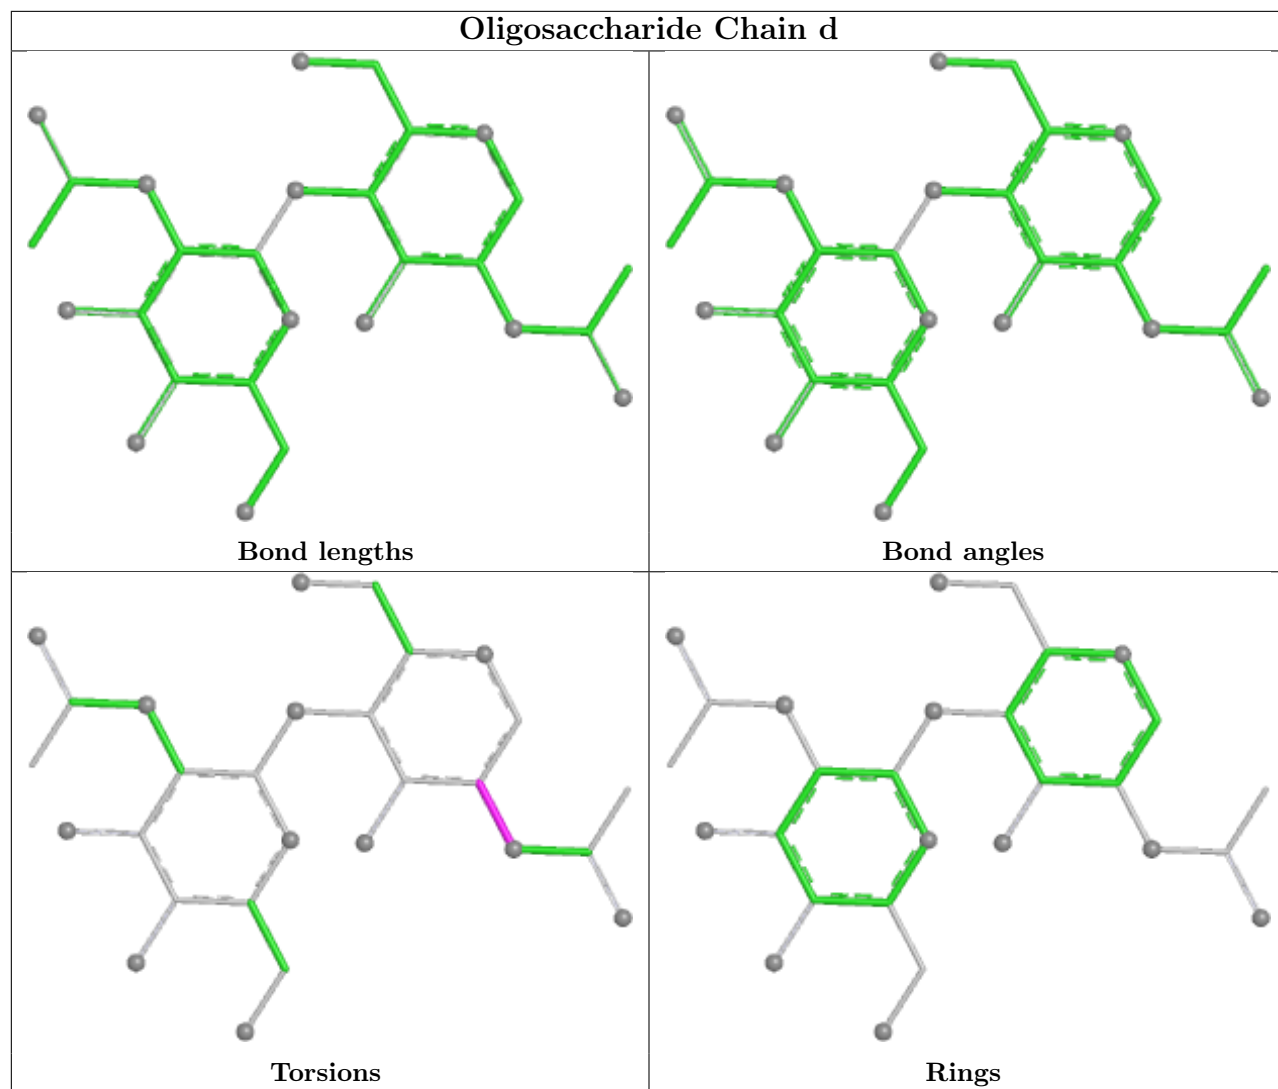 Oligosaccharide Chain d
Bond lengths
Bond angles
Torsions
Rings